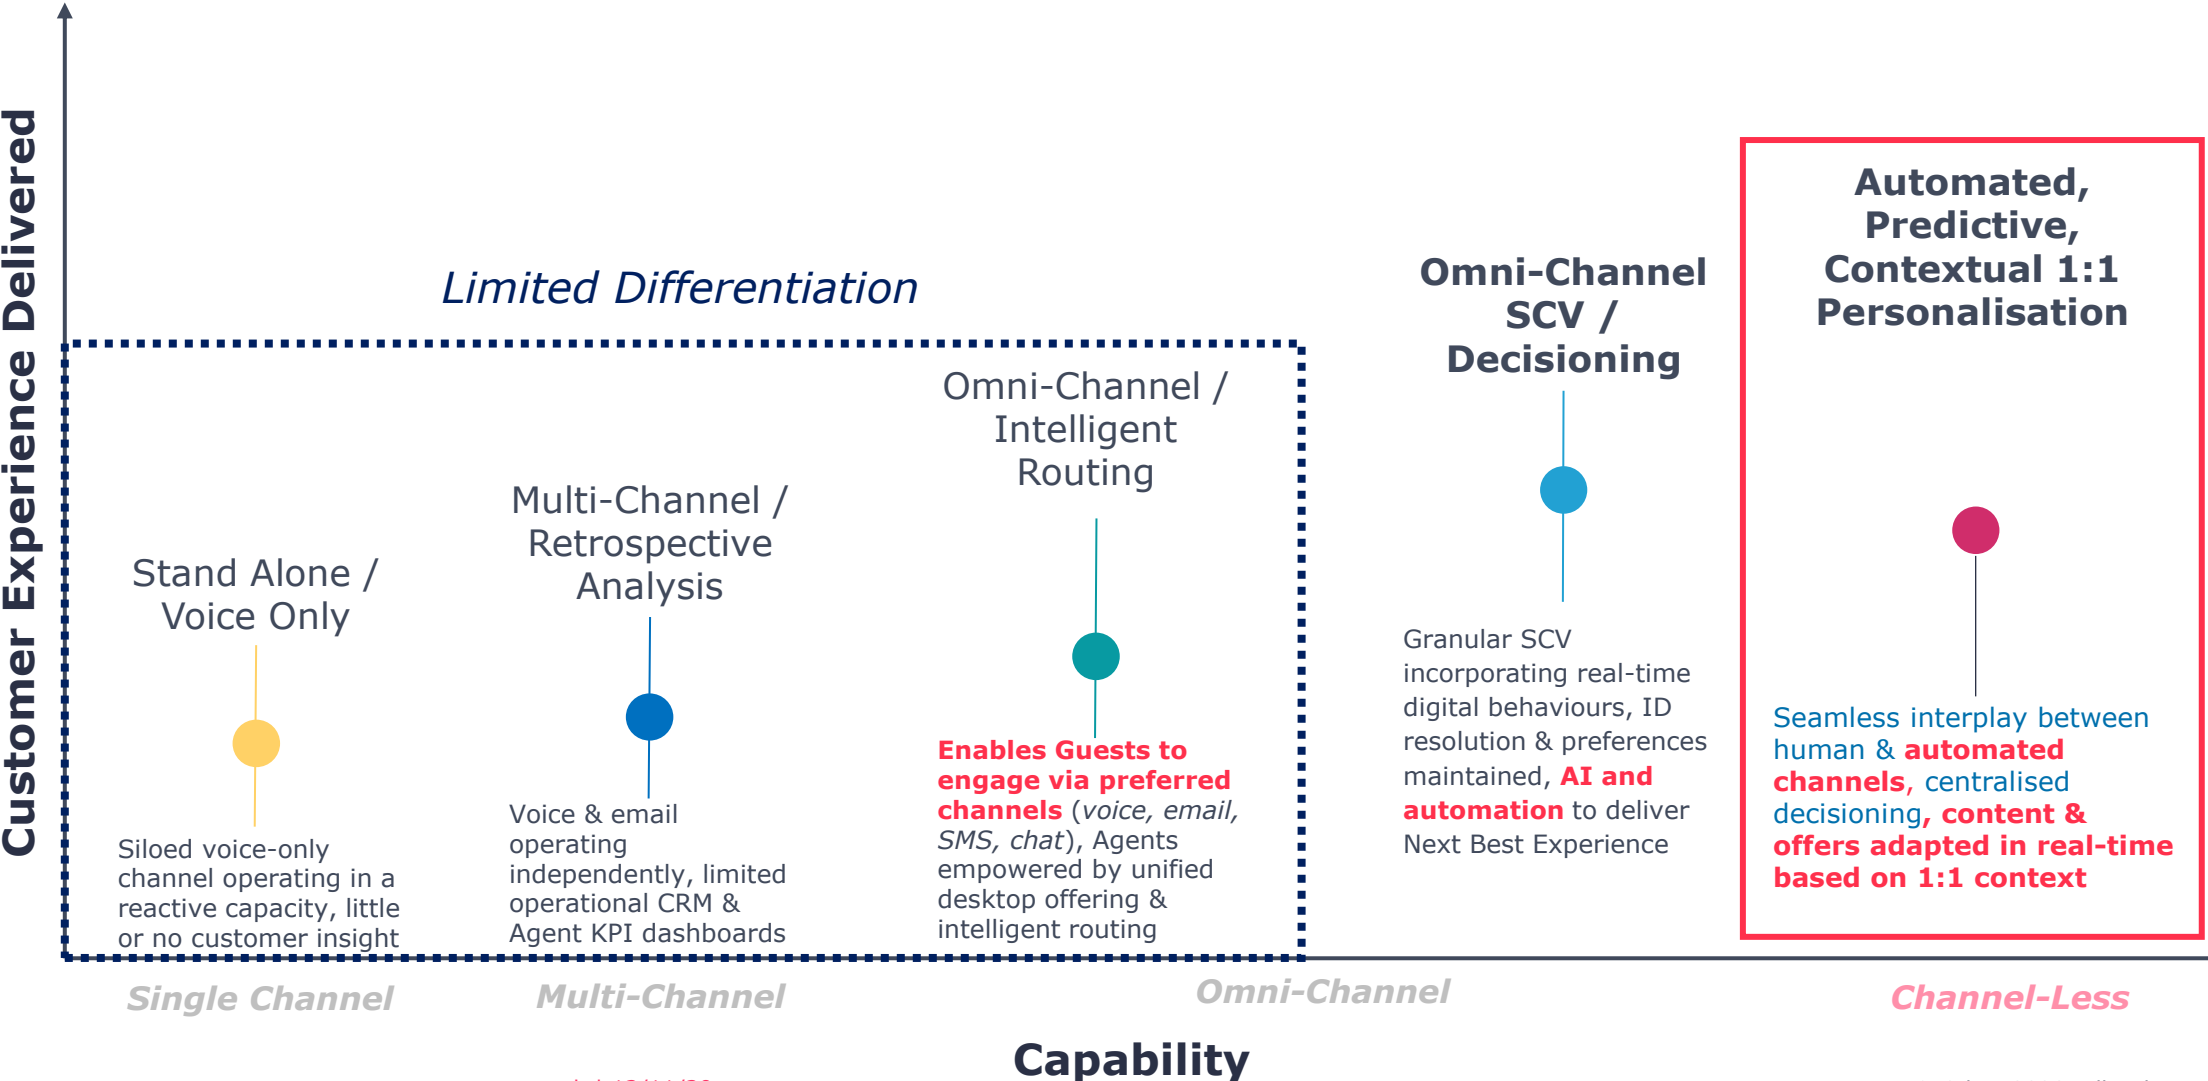 Customer Experience Delivered
Limited Differentiation
Stand Alone /
Voice Only
Siloed voice-only
channel operating in a
reactive capacity, little
or no customer insight
Multi-Channel /
Retrospective
Analysis
Voice & email
operating
independently, limited
operational CRM &
Agent KPI dashboards
Omni-Channel /
Intelligent
Routing
Enables Guests to
engage via preferred
channels (voice, email,
SMS, chat), Agents
empowered by unified
desktop offering &
intelligent routing
Omni-Channel
SCV /
Decisioning
Granular SCV
incorporating real-time
digital behaviours, ID
resolution & preferences
maintained, AI and
automation to deliver
Next Best Experience
Automated,
Predictive,
Contextual 1:1
Personalisation
Seamless interplay between
human & automated
channels, centralised
decisioning, content &
offers adapted in real-time
based on 1:1 context
Single Channel
Multi-Channel
Omni-Channel
Channel-Less
Capability